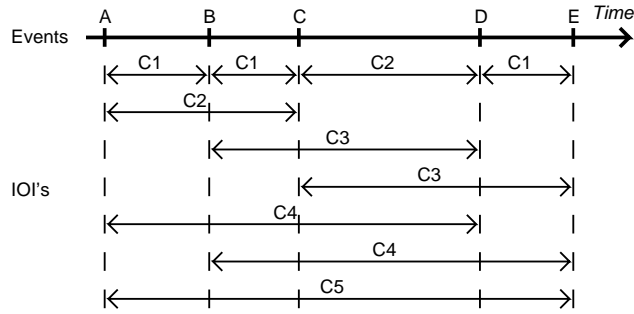 A B C D E Time
Events
C1 C1 C2 C1
C2
C3
IOI's
C3
C4
C4
C5